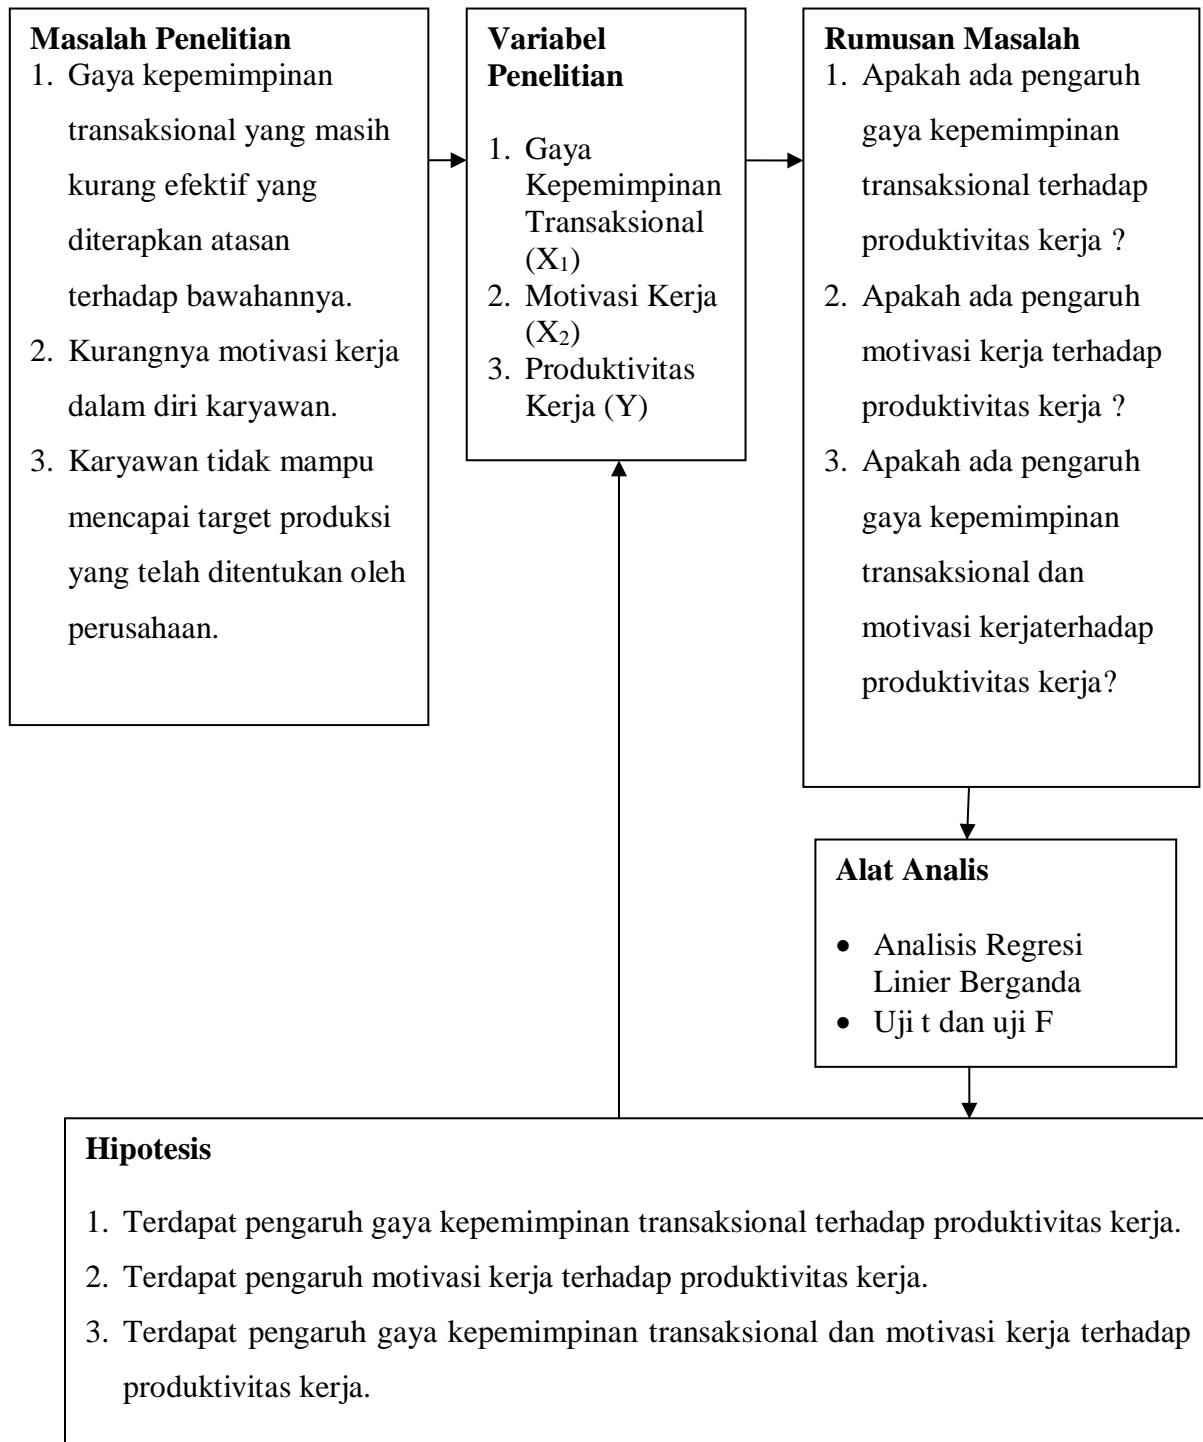 Masalah Penelitian
1. Gaya kepemimpinan
transaksional yang masih
kurang efektif yang
diterapkan atasan
terhadap bawahannya.
2. Kurangnya motivasi kerja
dalam diri karyawan.
3. Karyawan tidak mampu
mencapai target produksi
yang telah ditentukan oleh
perusahaan.
Variabel
Penelitian
1. Gaya
Kepemimpinan
Transaksional
(X₁)
2. Motivasi Kerja
(X₂)
3. Produktivitas
Kerja (Y)
Rumusan Masalah
1. Apakah ada pengaruh
gaya kepemimpinan
transaksional terhadap
produktivitas kerja ?
2. Apakah ada pengaruh
motivasi kerja terhadap
produktivitas kerja ?
3. Apakah ada pengaruh
gaya kepemimpinan
transaksional dan
motivasi kerjaterhadap
produktivitas kerja?
Alat Analis
• Analisis Regresi
Linier Berganda
• Uji t dan uji F
Hipotesis
1. Terdapat pengaruh gaya kepemimpinan transaksional terhadap produktivitas kerja.
2. Terdapat pengaruh motivasi kerja terhadap produktivitas kerja.
3. Terdapat pengaruh gaya kepemimpinan transaksional dan motivasi kerja terhadap
produktivitas kerja.